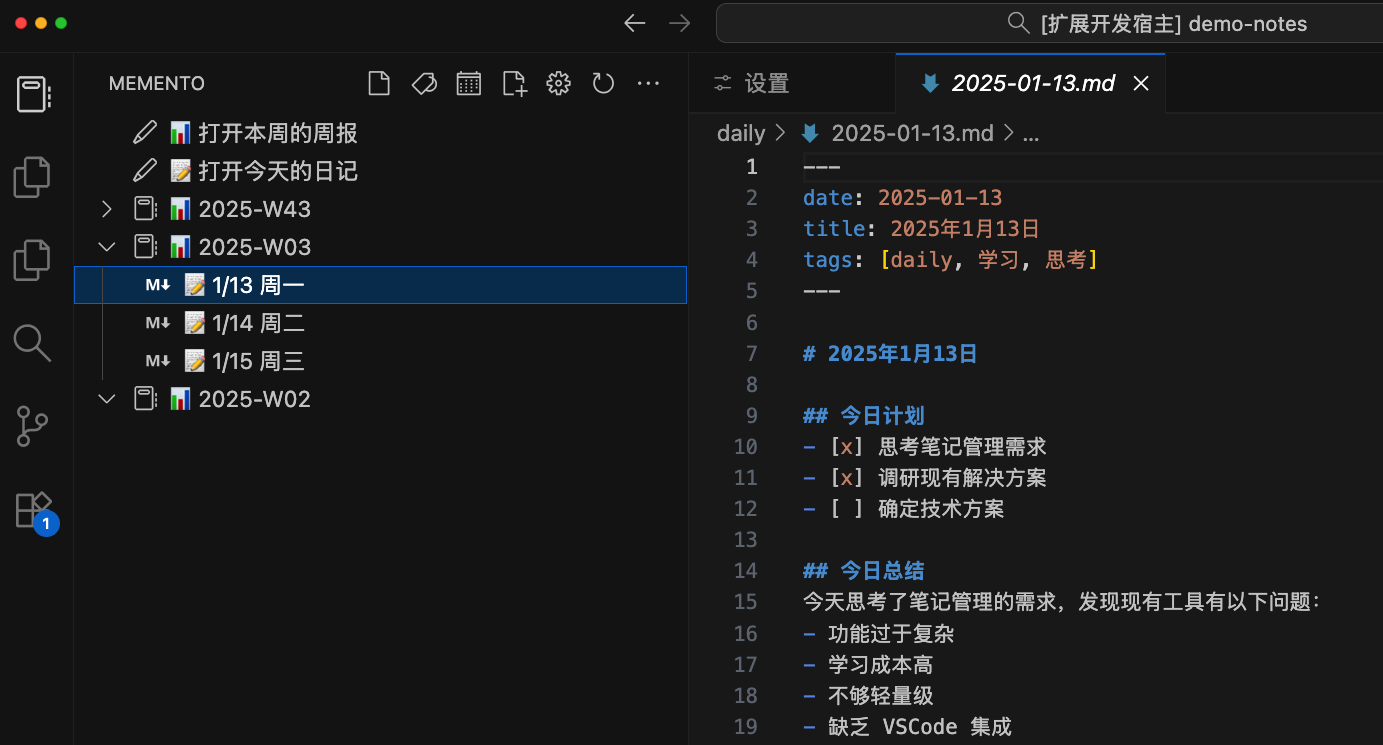 [扩展开发宿主] demo-notes
MEMENTO
打开本周的周报
打开今天的日记
2025-W43
2025-W03
M↓ 1/13 周一
M↓ 1/14 周二
M↓ 1/15 周三
2025-W02
1
设置
2025-01-13.md
daily > 2025-01-13.md > ...
1 ---
2 date: 2025-01-13
3 title: 2025年1月13日
4 tags: [daily, 学习, 思考]
5 ---
6
7 # 2025年1月13日
8
9 ## 今日计划
10 - [x] 思考笔记管理需求
11 - [x] 调研现有解决方案
12 - [ ] 确定技术方案
13
14 ## 今日总结
15 今天思考了笔记管理的需求，发现现有工具有以下问题：
16 - 功能过于复杂
17 - 学习成本高
18 - 不够轻量级
19 - 缺乏 VSCode 集成